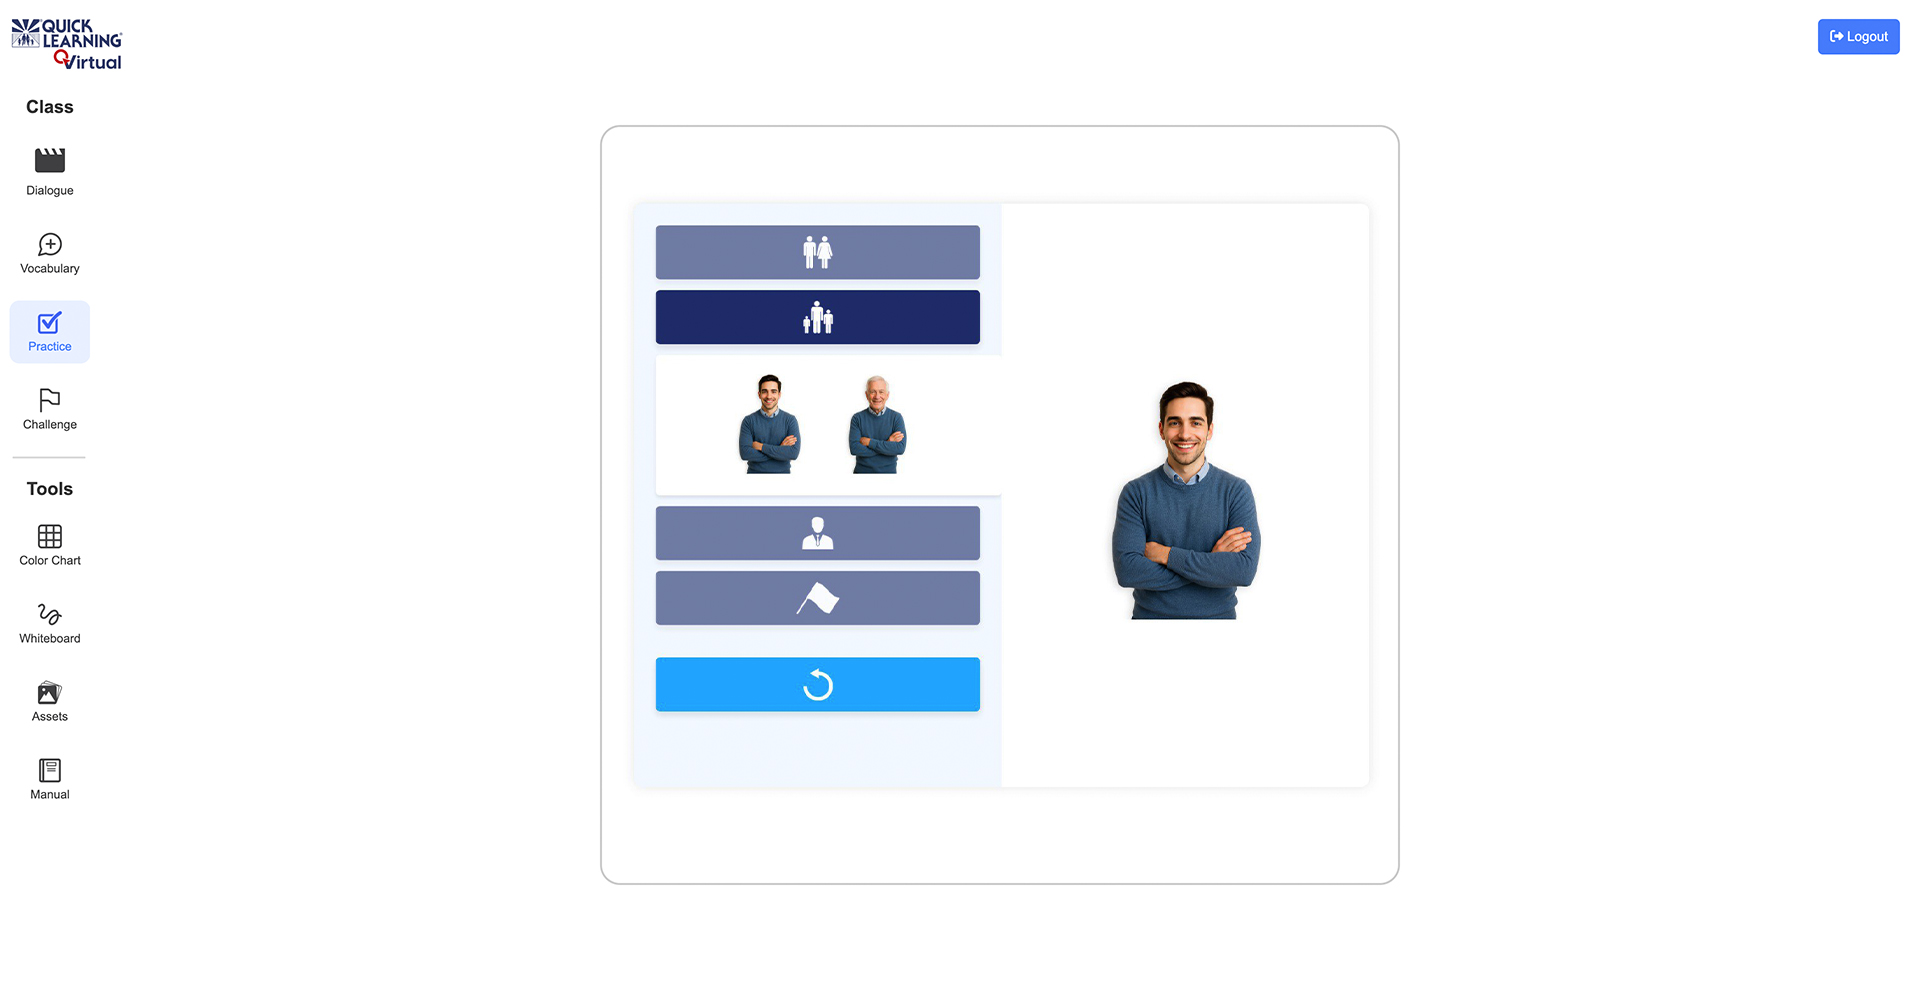 QUICK
LEARNING
Virtual
Logout
Class
Dialogue
Vocabulary
Practice
Challenge
Tools
Color Chart
Whiteboard
Assets
Manual